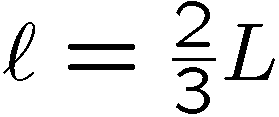 ℓ = 2/3 L